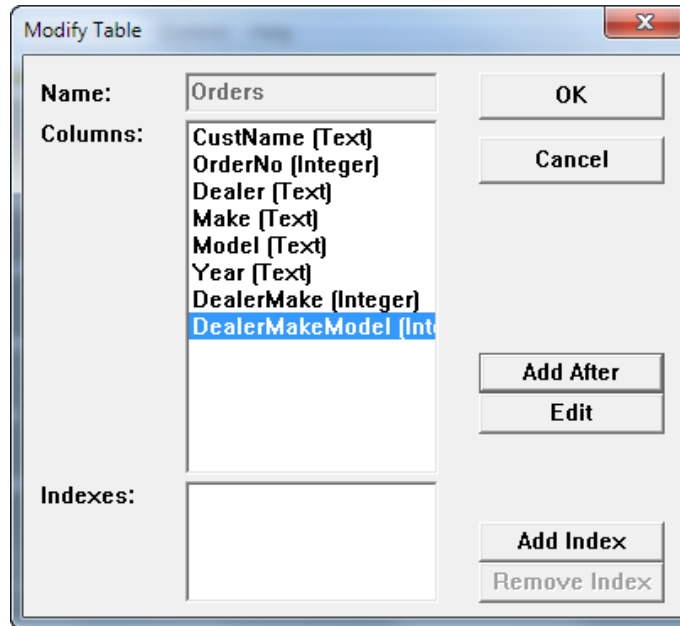 Modify Table
Name:
Orders
OK
Columns:
CustName (Text)
OrderNo (Integer)
Dealer (Text)
Make (Text)
Model (Text)
Year (Text)
DealerMake (Integer)
DealerMakeModel (Inte
Cancel
Add After
Edit
Indexes:
Add Index
Remove Index